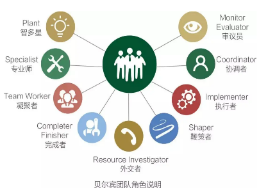 Plant
智多星
Monitor
Evaluator
审议员
Specialist
专业师
Coordinator
协调者
Team Worker
凝聚者
Implementer
执行者
Completer
Finisher
完成者
Shaper
鞭策者
Resource Investigator
外交者
贝尔宾团队角色说明